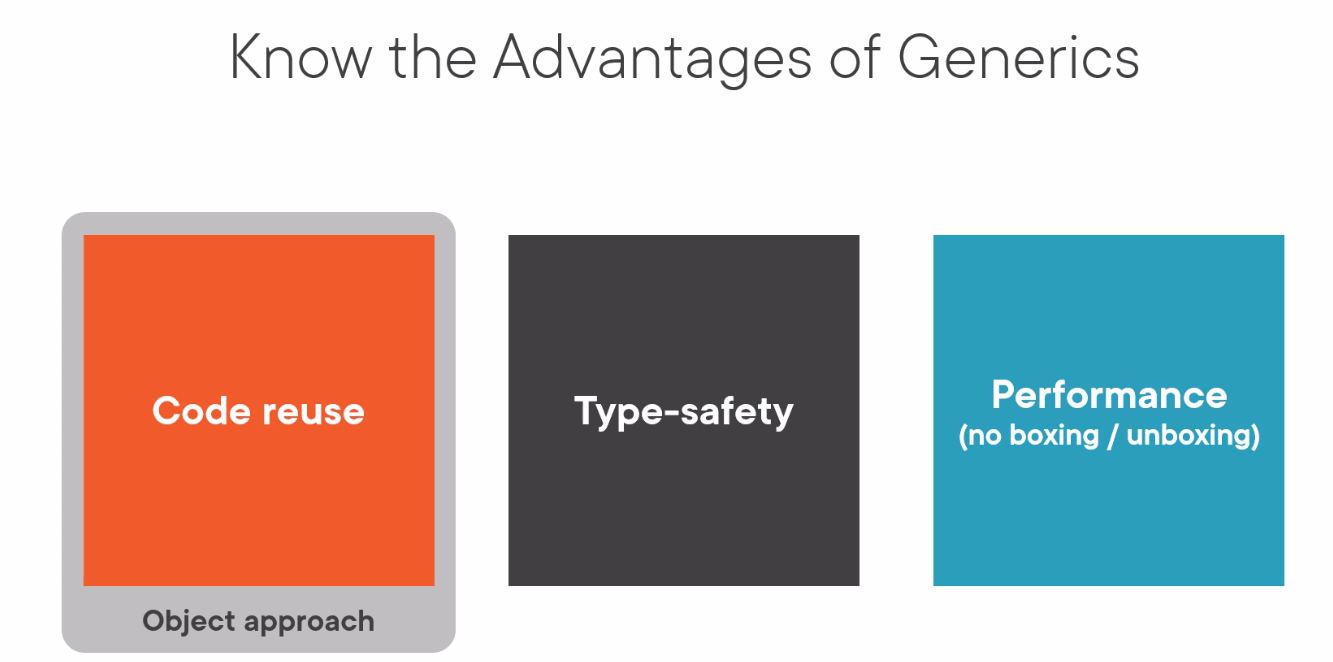 Know the Advantages of Generics
Code reuse
Type-safety
Performance
(no boxing / unboxing)
Object approach